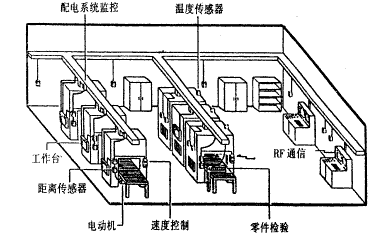 配电系统监控
温度传感器
工作台
RF通信
距离传感器
电动机
速度控制
零件检验